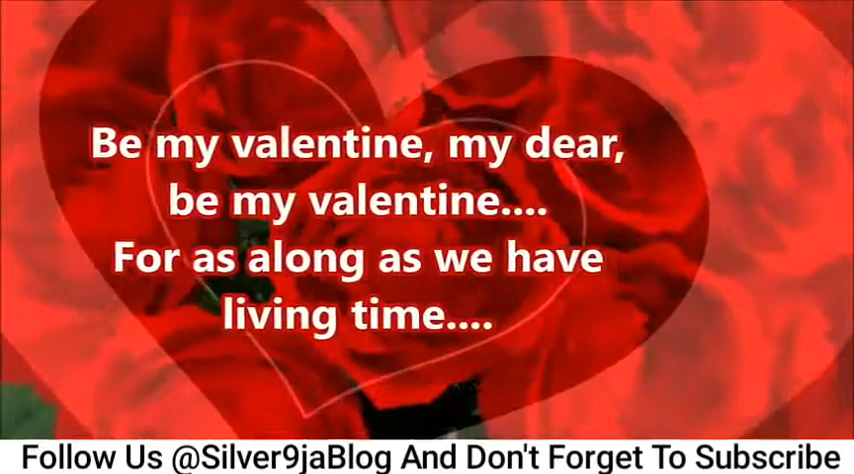 Be my valentine, my dear,
be my valentine....
For as along as we have
living time....
Follow Us @Silver9jaBlog And Don't Forget To Subscribe